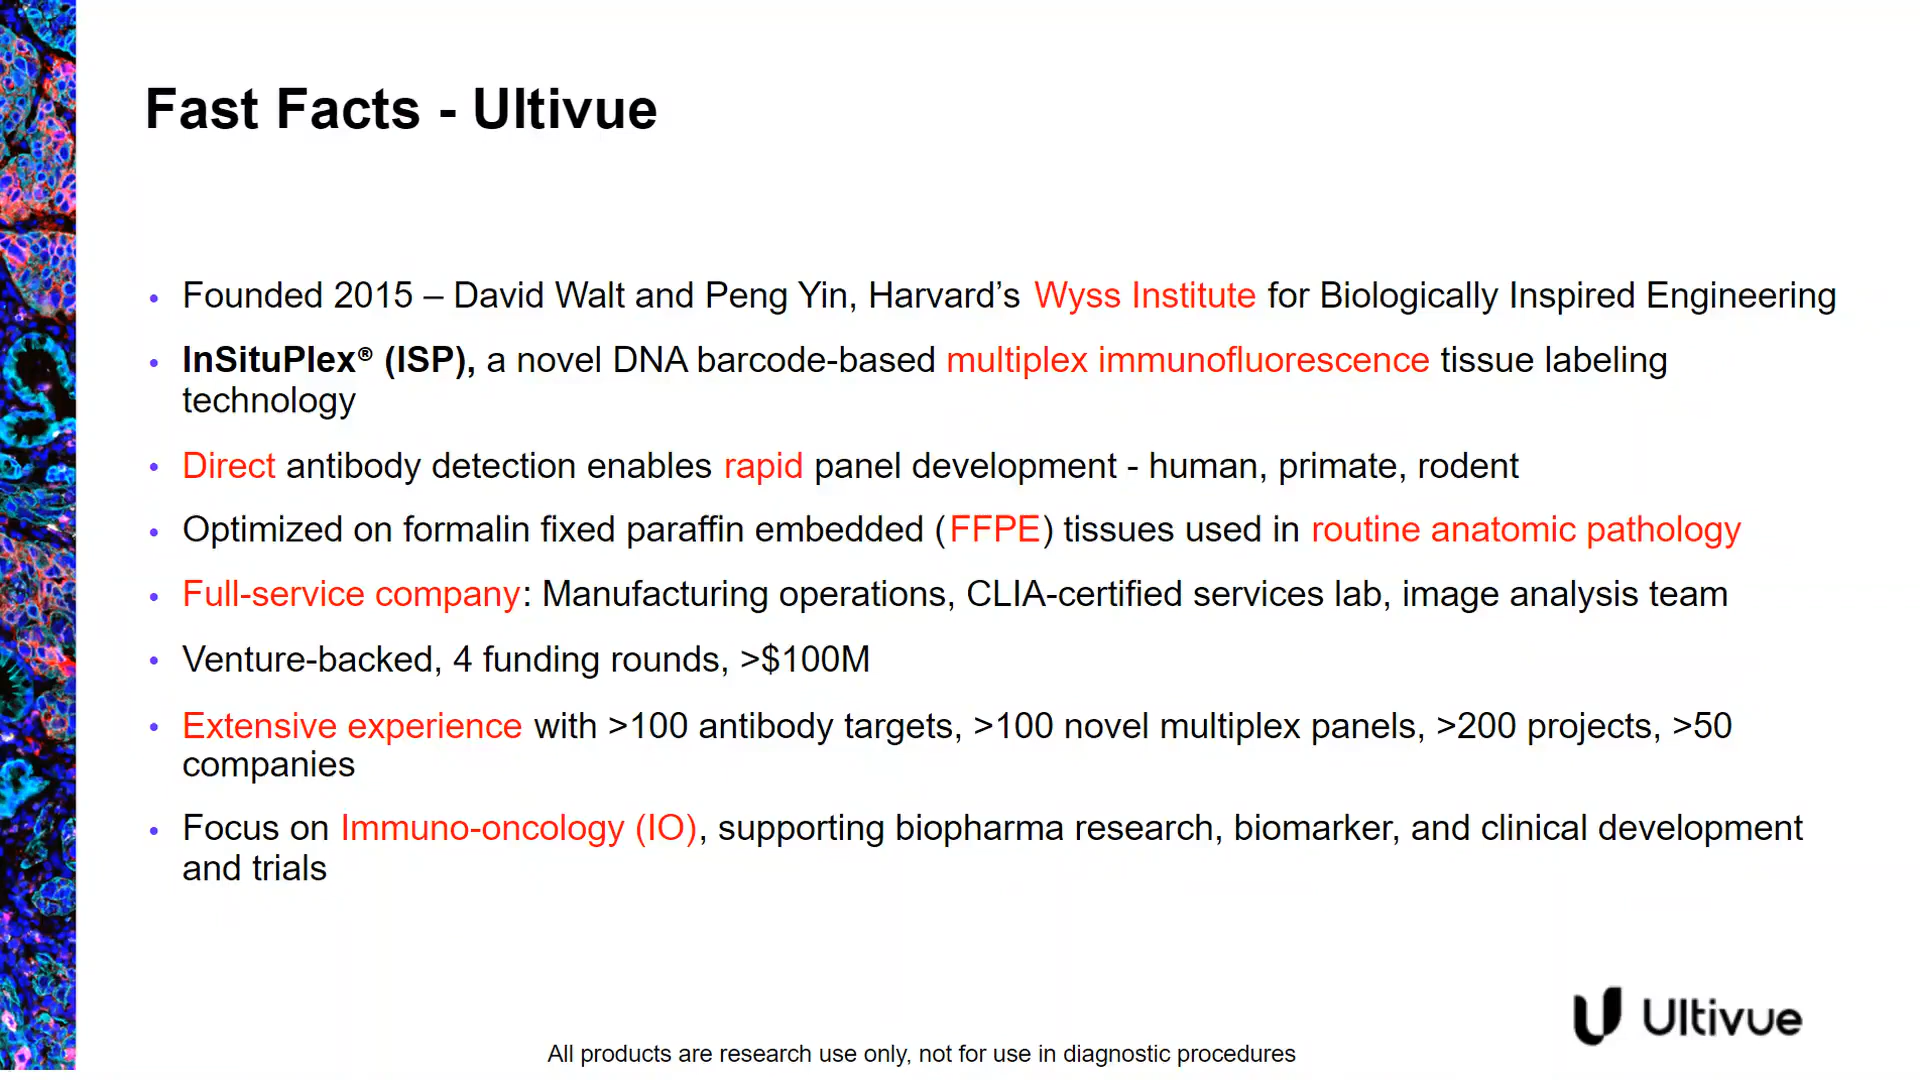 Fast Facts - Ultivue
• Founded 2015 – David Walt and Peng Yin, Harvard’s Wyss Institute for Biologically Inspired Engineering
• InSituPlex® (ISP), a novel DNA barcode-based multiplex immunofluorescence tissue labeling
technology
• Direct antibody detection enables rapid panel development - human, primate, rodent
• Optimized on formalin fixed paraffin embedded (FFPE) tissues used in routine anatomic pathology
• Full-service company: Manufacturing operations, CLIA-certified services lab, image analysis team
• Venture-backed, 4 funding rounds, >$100M
• Extensive experience with >100 antibody targets, >100 novel multiplex panels, >200 projects, >50
companies
• Focus on Immuno-oncology (IO), supporting biopharma research, biomarker, and clinical development
and trials
Ultivue
All products are research use only, not for use in diagnostic procedures